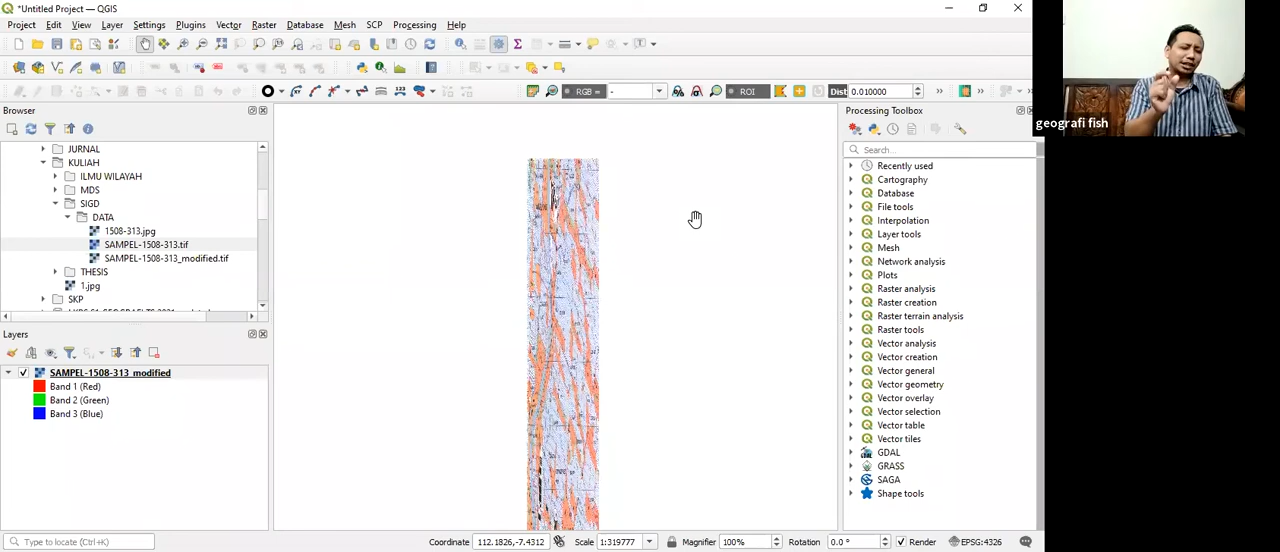 *Untitled Project — QGIS
Project Edit View Layer Settings Plugins Vector Raster Database Mesh SCP Processing Help
RGB = - ROI Dist 0.010000
Browser
JURNAL
KULIAH
ILMU WILAYAH
MDS
SIGD
DATA
1508-313.jpg
SAMPEL-1508-313.tif
SAMPEL-1508-313_modified.tif
THESIS
1.jpg
SKP
Layers
SAMPEL-1508-313_modified
Band 1 (Red)
Band 2 (Green)
Band 3 (Blue)
Processing Toolbox
Search...
Recently used
Cartography
Database
File tools
Interpolation
Layer tools
Mesh
Network analysis
Plots
Raster analysis
Raster creation
Raster terrain analysis
Raster tools
Vector analysis
Vector creation
Vector general
Vector geometry
Vector overlay
Vector selection
Vector table
Vector tiles
GDAL
GRASS
SAGA
Shape tools
Type to locate (Ctrl+K) Coordinate 112.1826,-7.4312 Scale 1:319777 Magnifier 100% Rotation 0.0 ° Render EPSG:4326
geografi fish